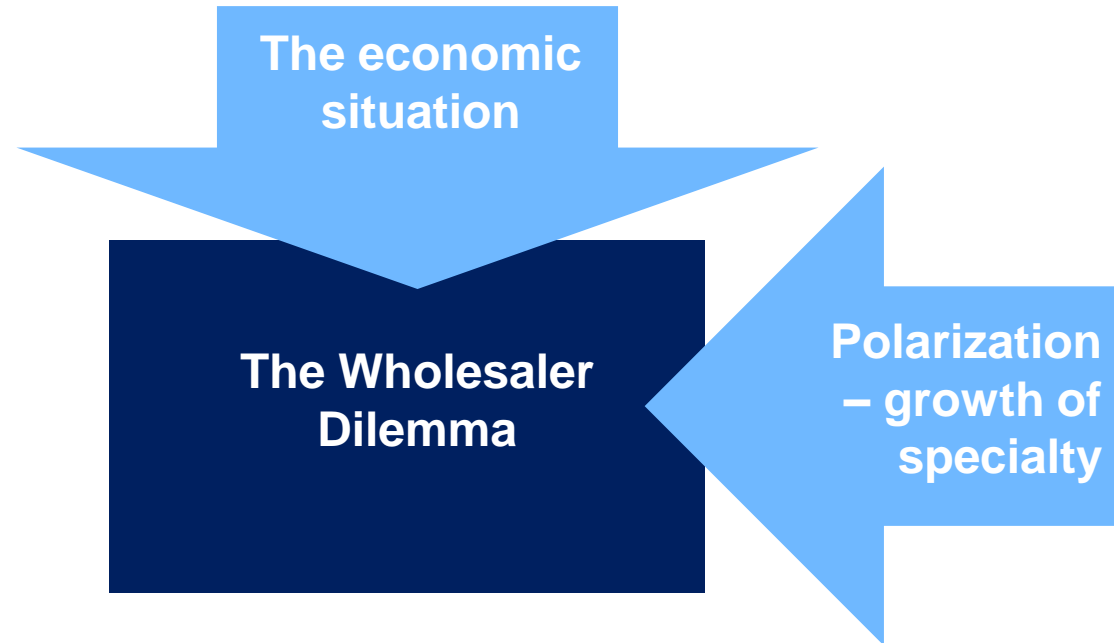 The economic
situation
The Wholesaler
Dilemma
Polarization
– growth of
specialty